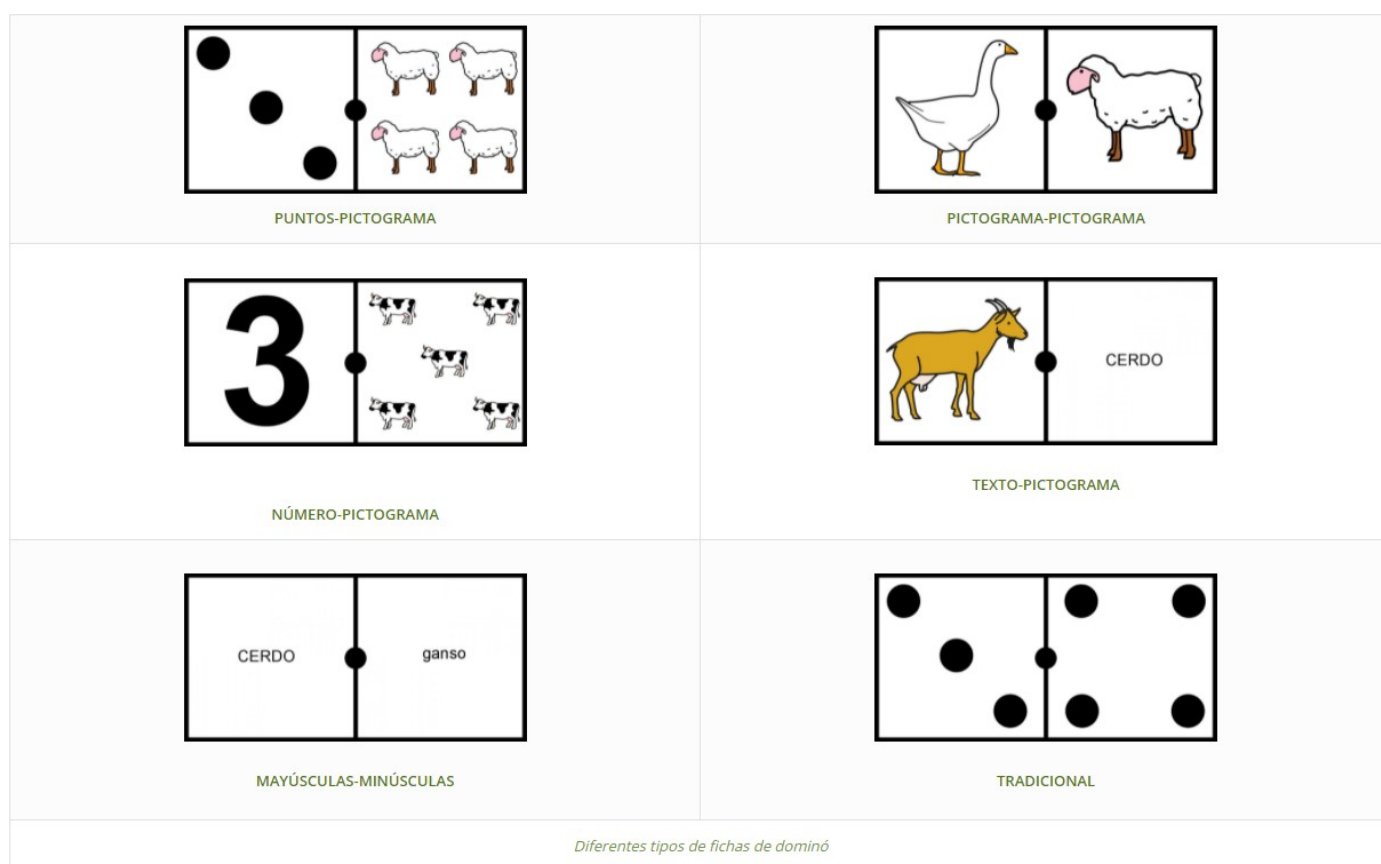 PUNTOS-PICTOGRAMA
PICTOGRAMA-PICTOGRAMA
3
CERDO
NÚMERO-PICTOGRAMA
TEXTO-PICTOGRAMA
CERDO
ganso
MAYÚSCULAS-MINÚSCULAS
TRADICIONAL
Diferentes tipos de fichas de dominó